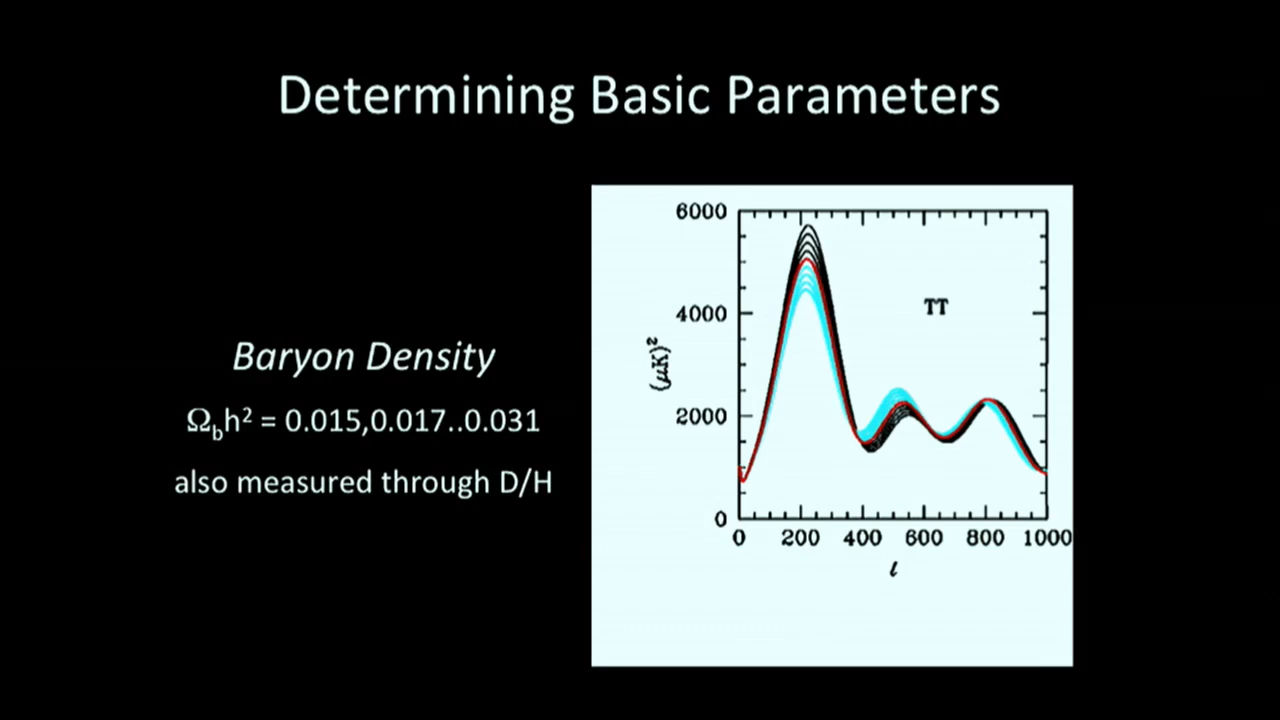 Determining Basic Parameters
Baryon Density
Ωbh² = 0.015,0.017..0.031
also measured through D/H
6000
4000
2000
0
(μK)²
TT
0 200 400 600 800 1000
l